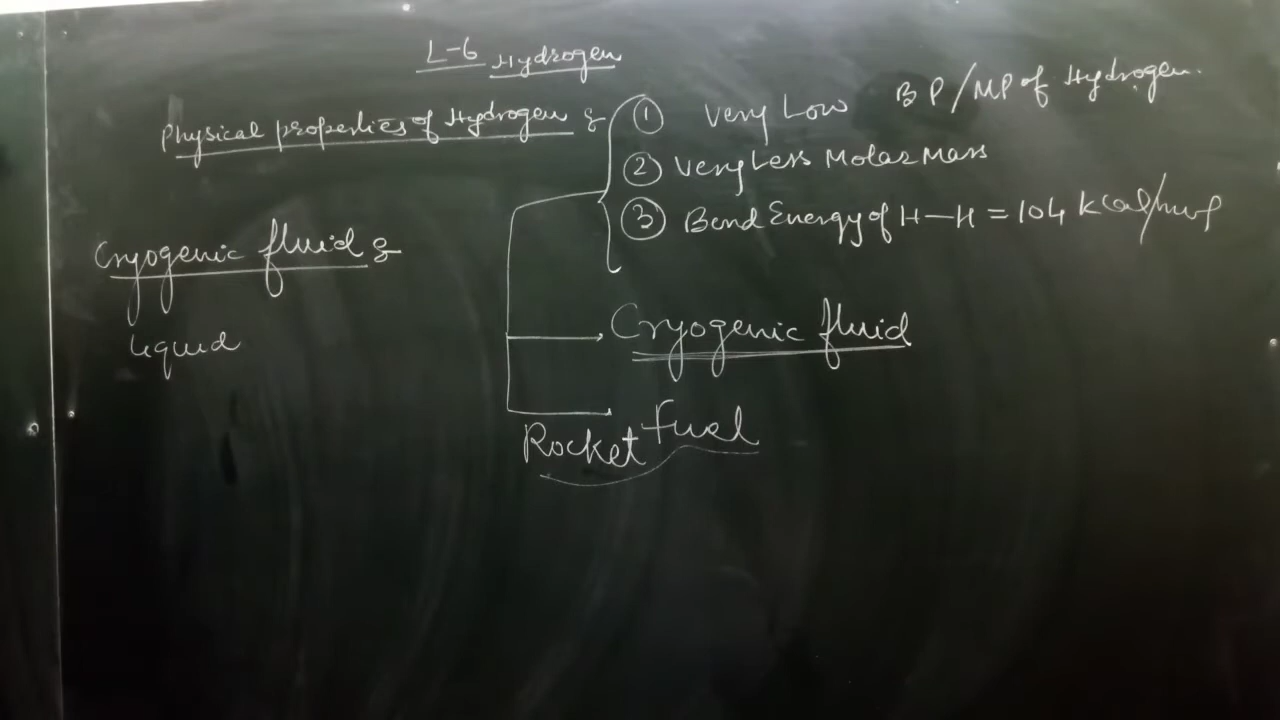 L-6 Hydrogen
Physical properties of Hydrogen :
① Very Low BP/MP of Hydrogen.
② Very Less Molar Mass
③ Bond Energy of H-H = 104 kcal/mol
Cryogenic fluid :
liquid
Cryogenic fluid
Rocket Fuel